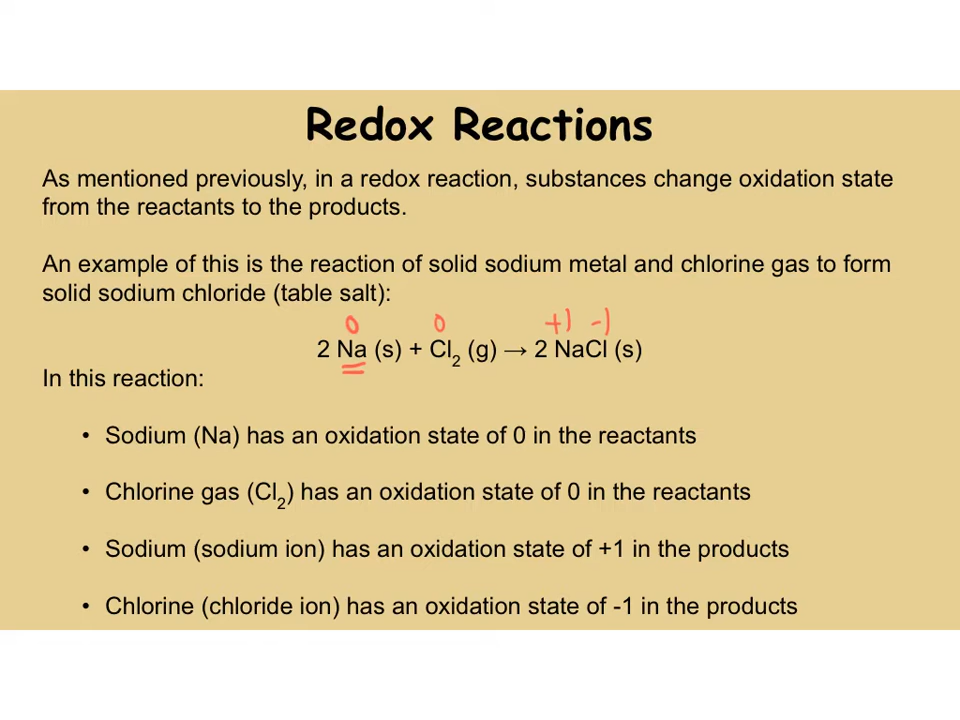 Redox Reactions
As mentioned previously, in a redox reaction, substances change oxidation state
from the reactants to the products.
An example of this is the reaction of solid sodium metal and chlorine gas to form
solid sodium chloride (table salt):
0 0 +1 -1
2 Na (s) + Cl₂ (g) → 2 NaCl (s)
In this reaction:
• Sodium (Na) has an oxidation state of 0 in the reactants
• Chlorine gas (Cl₂) has an oxidation state of 0 in the reactants
• Sodium (sodium ion) has an oxidation state of +1 in the products
• Chlorine (chloride ion) has an oxidation state of -1 in the products